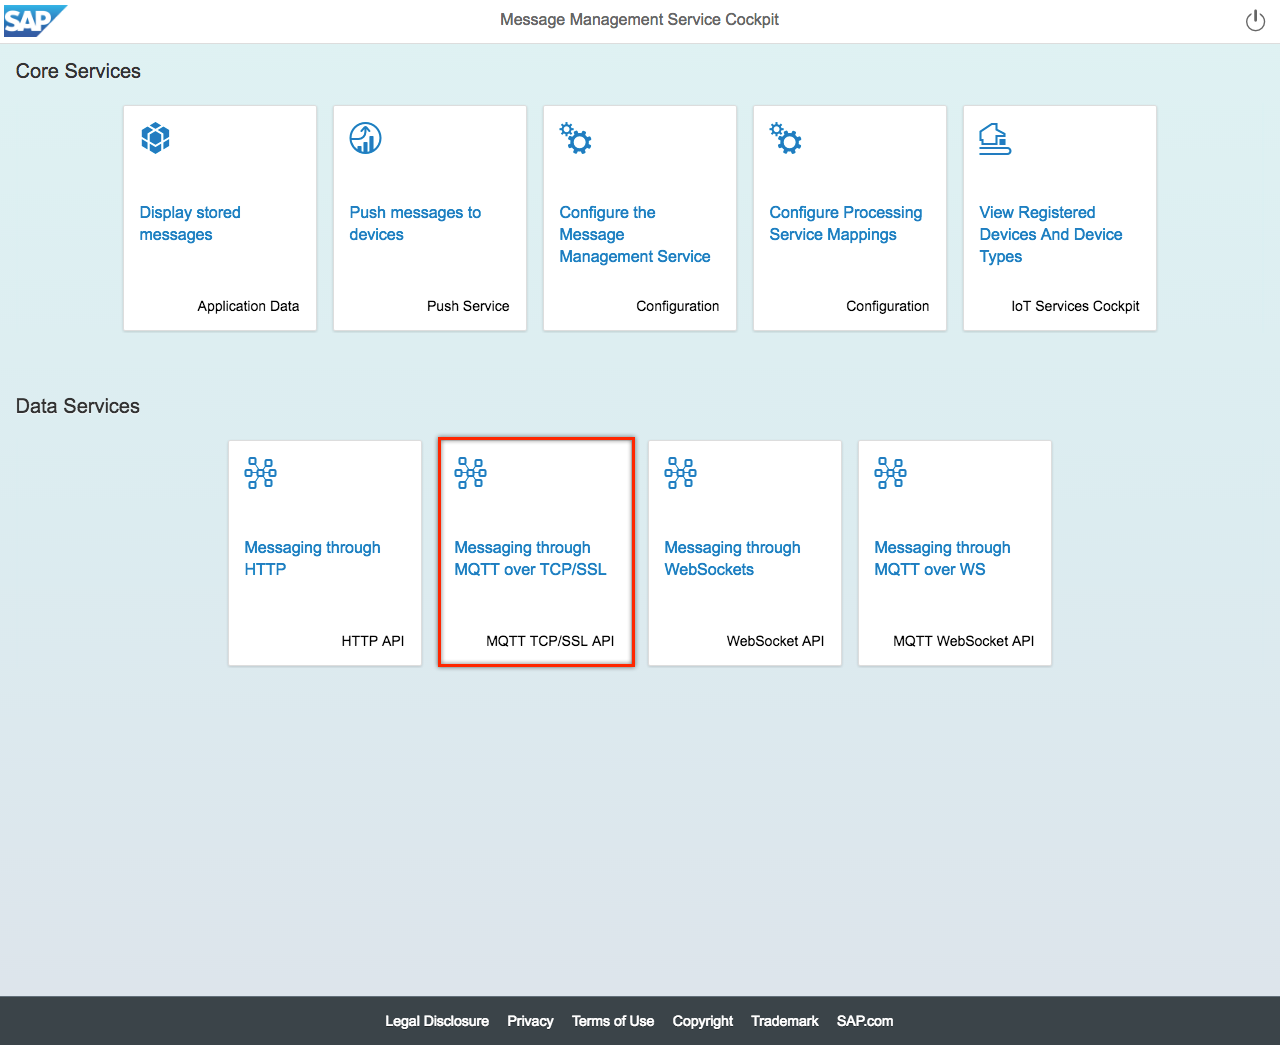 SAP
Message Management Service Cockpit
Core Services
Display stored
messages
Application Data
Push messages to
devices
Push Service
Configure the
Message
Management Service
Configuration
Configure Processing
Service Mappings
Configuration
View Registered
Devices And Device
Types
IoT Services Cockpit
Data Services
Messaging through
HTTP
HTTP API
Messaging through
MQTT over TCP/SSL
MQTT TCP/SSL API
Messaging through
WebSockets
WebSocket API
Messaging through
MQTT over WS
MQTT WebSocket API
Legal Disclosure Privacy Terms of Use Copyright Trademark SAP.com